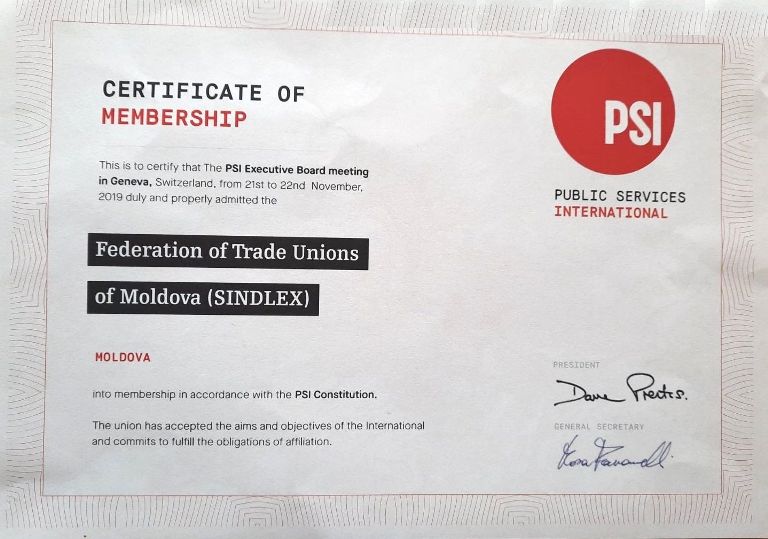 CERTIFICATE OF
MEMBERSHIP
This is to certify that The PSI Executive Board meeting
in Geneva, Switzerland, from 21st to 22nd November,
2019 duly and properly admitted the
Federation of Trade Unions
of Moldova (SINDLEX)
MOLDOVA
into membership in accordance with the PSI Constitution.
The union has accepted the aims and objectives of the International
and commits to fulfill the obligations of affiliation.
PSI
PUBLIC SERVICES
INTERNATIONAL
PRESIDENT
Dave Prentis.
GENERAL SECRETARY